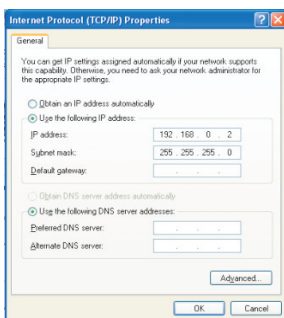 Internet Protocol (TCP/IP) Properties
General
You can get IP settings assigned automatically if your network supports
this capability. Otherwise, you need to ask your network administrator for
the appropriate IP settings.
Obtain an IP address automatically
Use the following IP address:
IP address: 192 . 168 . 0 . 2
Subnet mask: 255 . 255 . 255 . 0
Default gateway: . . .
Obtain DNS server address automatically
Use the following DNS server addresses:
Preferred DNS server: . . .
Alternate DNS server: . . .
Advanced...
OK Cancel